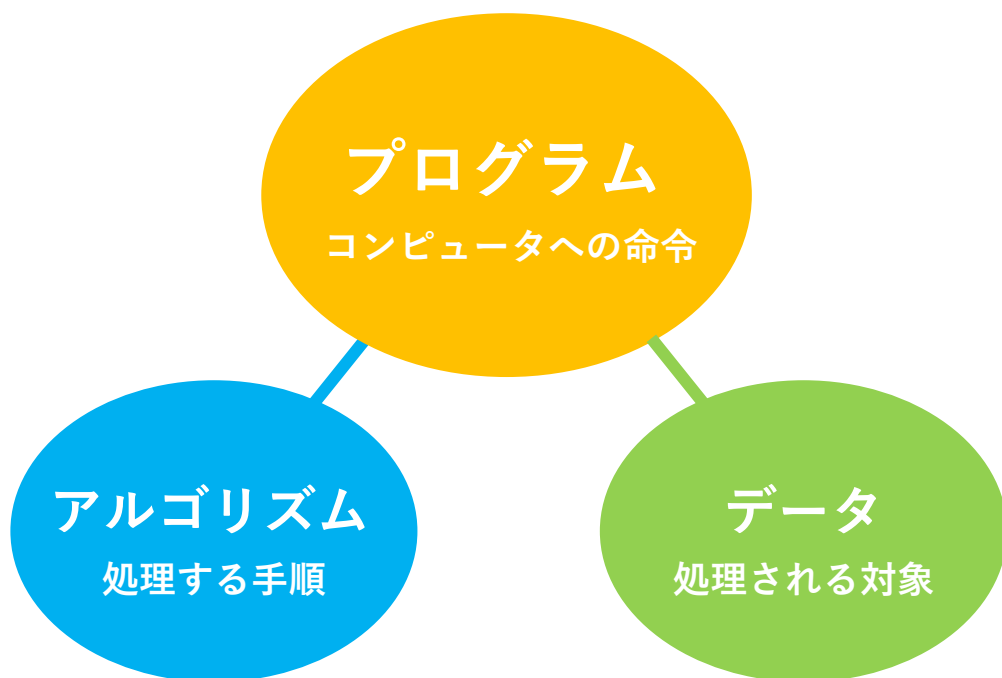 プログラム
コンピュータへの命令
アルゴリズム
処理する手順
データ
処理される対象